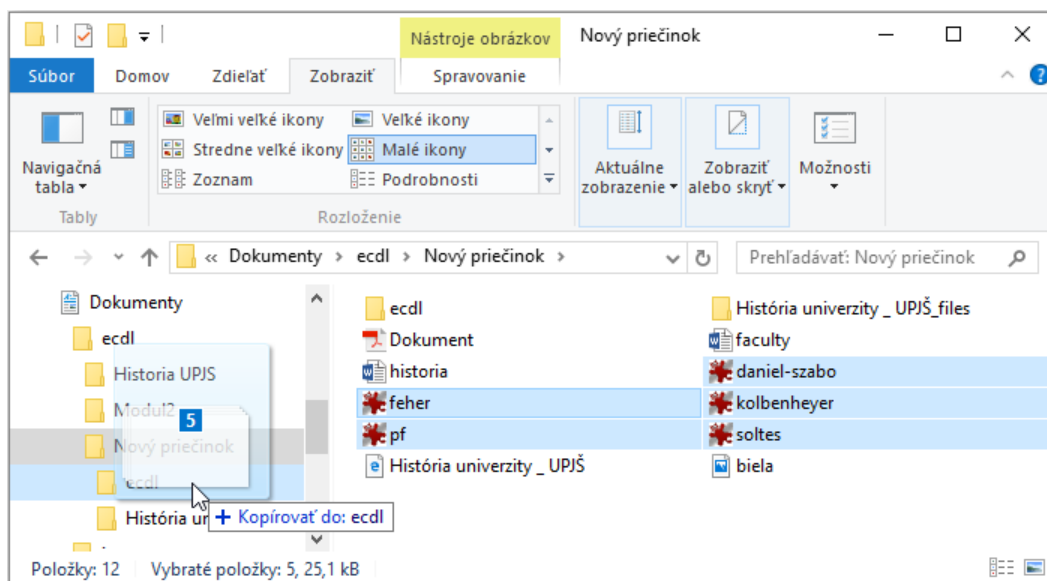 Nástroje obrázkov Nový priečinok
Súbor Domov Zdieľať Zobraziť Spravovanie
Veľmi veľké ikony Veľké ikony
Stredne veľké ikony Malé ikony
Zoznam Podrobnosti
Navigačná
tabla
Aktuálne
zobrazenie
Zobraziť
alebo skryť
Možnosti
Tably Rozloženie
« Dokumenty > ecdl > Nový priečinok > Prehľadávať: Nový priečinok
Dokumenty
ecdl
Historia UPJS
Modul2
5
Nový priečinok
ecdl
História
+ Kopírovať do: ecdl
ecdl História univerzity _ UPJŠ_files
Dokument faculty
historia daniel-szabo
feher kolbenheyer
pf soltes
História univerzity _ UPJŠ biela
Položky: 12 Vybraté položky: 5, 25,1 kB